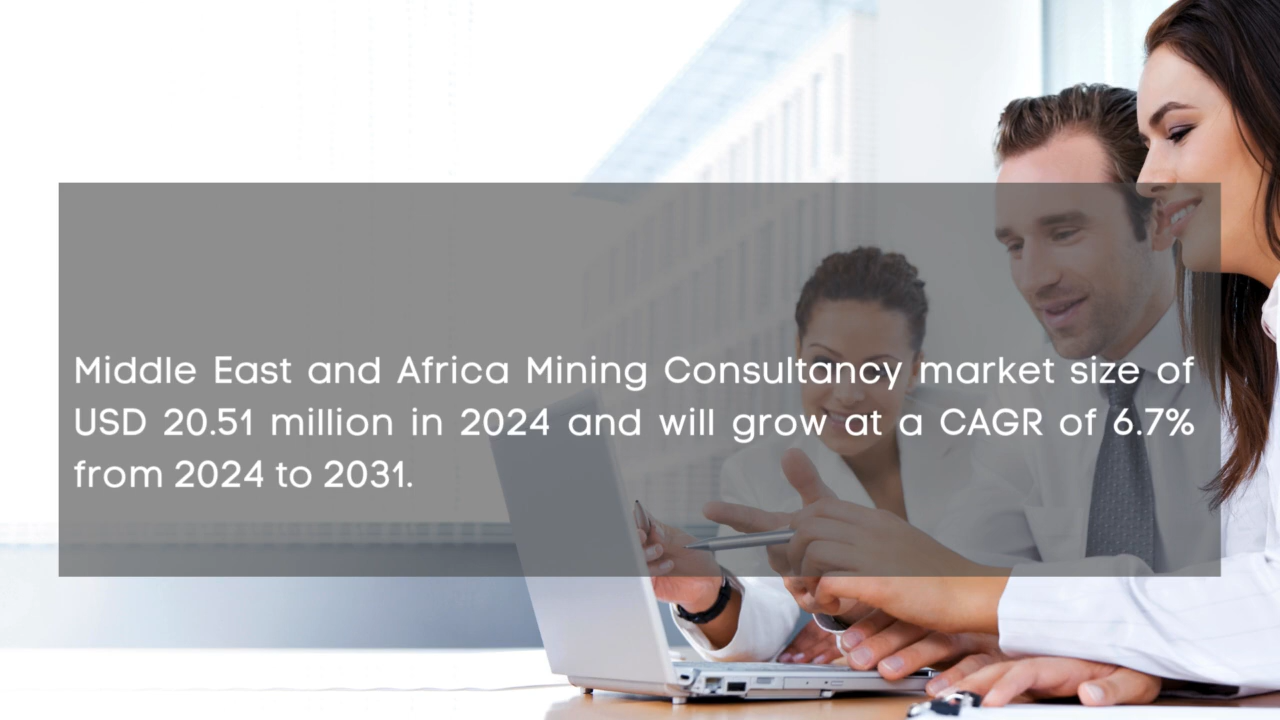 Middle East and Africa Mining Consultancy market size of
USD 20.51 million in 2024 and will grow at a CAGR of 6.7%
from 2024 to 2031.